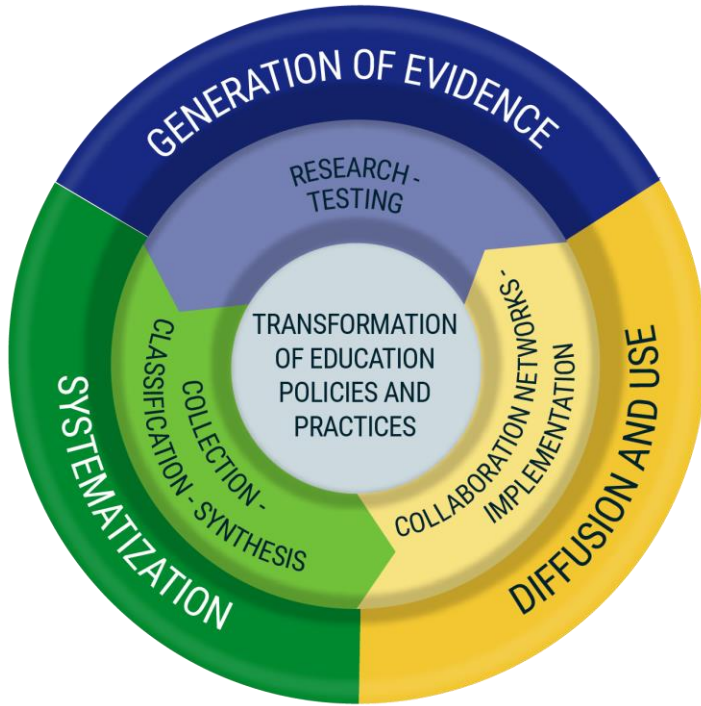 GENERATION OF EVIDENCE
RESEARCH -
TESTING
TRANSFORMATION
OF EDUCATION
POLICIES AND
PRACTICES
COLLABORATION NETWORKS -
IMPLEMENTATION
DIFFUSION AND USE
COLLECTION -
CLASSIFICATION - SYNTHESIS
SYSTEMATIZATION